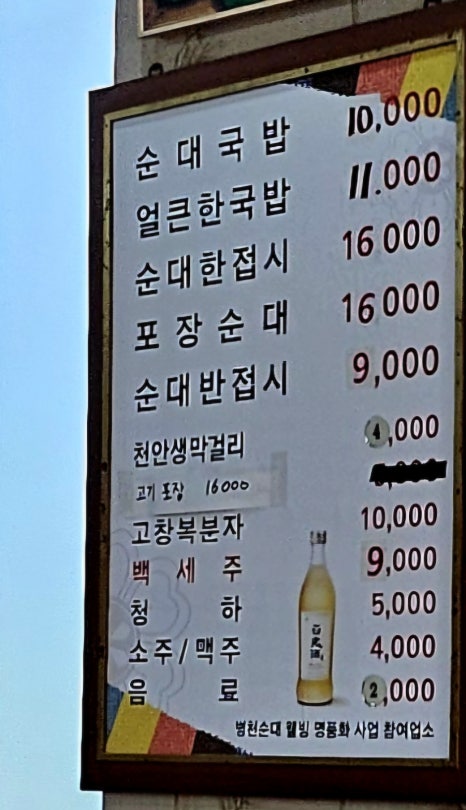 순대국밥 10,000
얼큰한국밥 11.000
순대한접시 16 000
포장순대 16 000
순대반접시 9,000
천안생막걸리 4,000
고기 포장 16000
고창복분자 10,000
백세주 9,000
청하 5,000
소주/맥주 4,000
음료 2,000
병천순대 웰빙 명품화 사업 참여업소